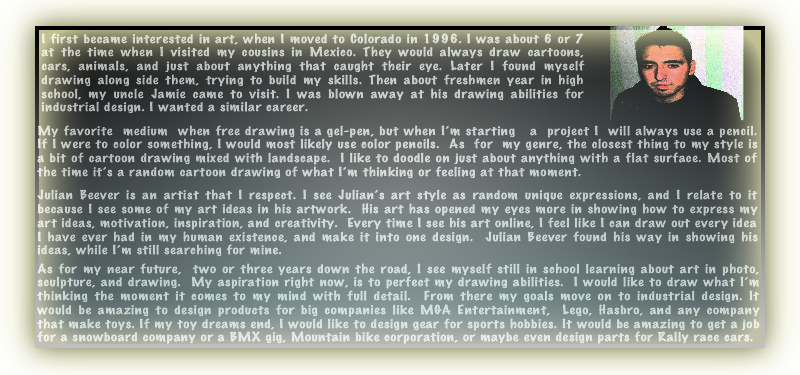 I first became interested in art, when I moved to Colorado in 1996. I was about 6 or 7
at the time when I visited my cousins in Mexico. They would always draw cartoons,
cars, animals, and just about anything that caught their eye. Later I found myself
drawing along side them, trying to build my skills. Then about freshmen year in high
school, my uncle Jamie came to visit. I was blown away at his drawing abilities for
industrial design. I wanted a similar career.
My favorite medium when free drawing is a gel-pen, but when I'm starting a project I will always use a pencil.
If I were to color something, I would most likely use color pencils. As for my genre, the closest thing to my style is
a bit of cartoon drawing mixed with landscape. I like to doodle on just about anything with a flat surface. Most of
the time it's a random cartoon drawing of what I'm thinking or feeling at that moment.
Julian Beever is an artist that I respect. I see Julian's art style as random unique expressions, and I relate to it
because I see some of my art ideas in his artwork. His art has opened my eyes more in showing how to express my
art ideas, motivation, inspiration, and creativity. Every time I see his art online, I feel like I can draw out every idea
I have ever had in my human existence, and make it into one design. Julian Beever found his way in showing his
ideas, while I'm still searching for mine.
As for my near future, two or three years down the road, I see myself still in school learning about art in photo,
sculpture, and drawing. My aspiration right now, is to perfect my drawing abilities. I would like to draw what I'm
thinking the moment it comes to my mind with full detail. From there my goals move on to industrial design. It
would be amazing to design products for big companies like MGA Entertainment, Lego, Hasbro, and any company
that make toys. If my toy dreams end, I would like to design gear for sports hobbies. It would be amazing to get a job
for a snowboard company or a BMX gig, Mountain bike corporation, or maybe even design parts for Rally race cars.